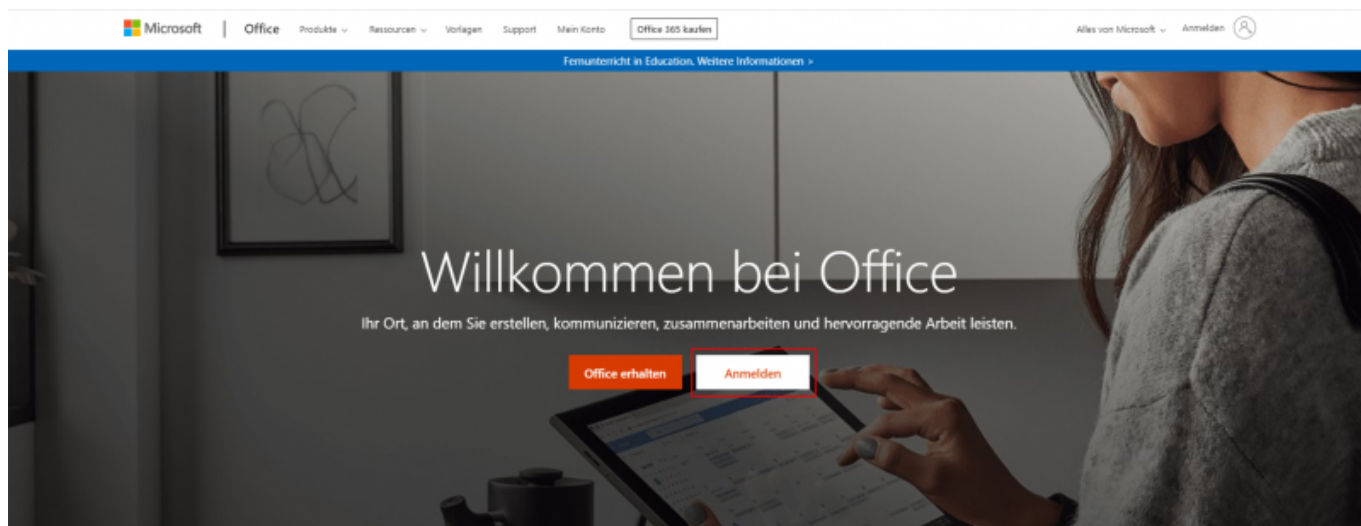 Microsoft | Office Produkte Ressourcen Vorlagen Support Mein Konto Office 365 kaufen Alles von Microsoft Anmelden
Fernunterricht in Education. Weitere Informationen >
Willkommen bei Office
Ihr Ort, an dem Sie erstellen, kommunizieren, zusammenarbeiten und hervorragende Arbeit leisten.
Office erhalten Anmelden